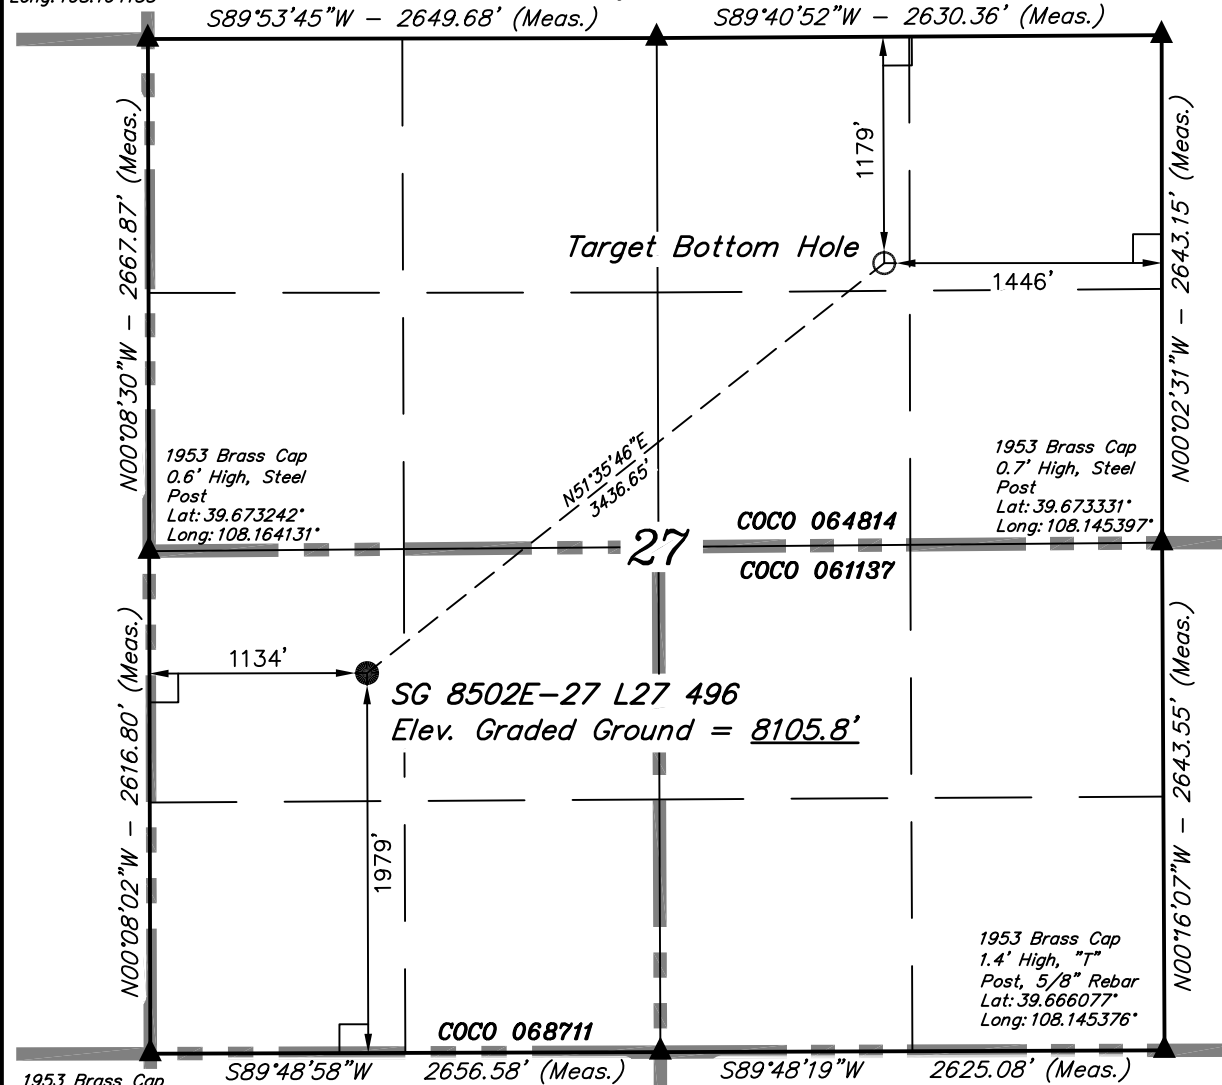 S89°53'45"W - 2649.68' (Meas.)
S89°40'52"W - 2630.36' (Meas.)
N00°08'30"W - 2667.87' (Meas.)
1179'
N00°02'31"W - 2643.15' (Meas.)
Target Bottom Hole
1446'
N51°35'46"E
3436.65'
1953 Brass Cap
0.6' High, Steel
Post
Lat: 39.673242°
Long: 108.164131°
1953 Brass Cap
0.7' High, Steel
Post
Lat: 39.673331°
Long: 108.145397°
COCO 064814
27
COCO 061137
1134'
SG 8502E-27 L27 496
Elev. Graded Ground = 8105.8'
N00°08'02"W - 2616.80' (Meas.)
1979'
N00°16'07"W - 2643.55' (Meas.)
1953 Brass Cap
1.4' High, "T"
Post, 5/8" Rebar
Lat: 39.666077°
Long: 108.145376°
COCO 068711
S89°48'58"W 2656.58' (Meas.)
S89°48'19"W 2625.08' (Meas.)
1953 Brass Cap